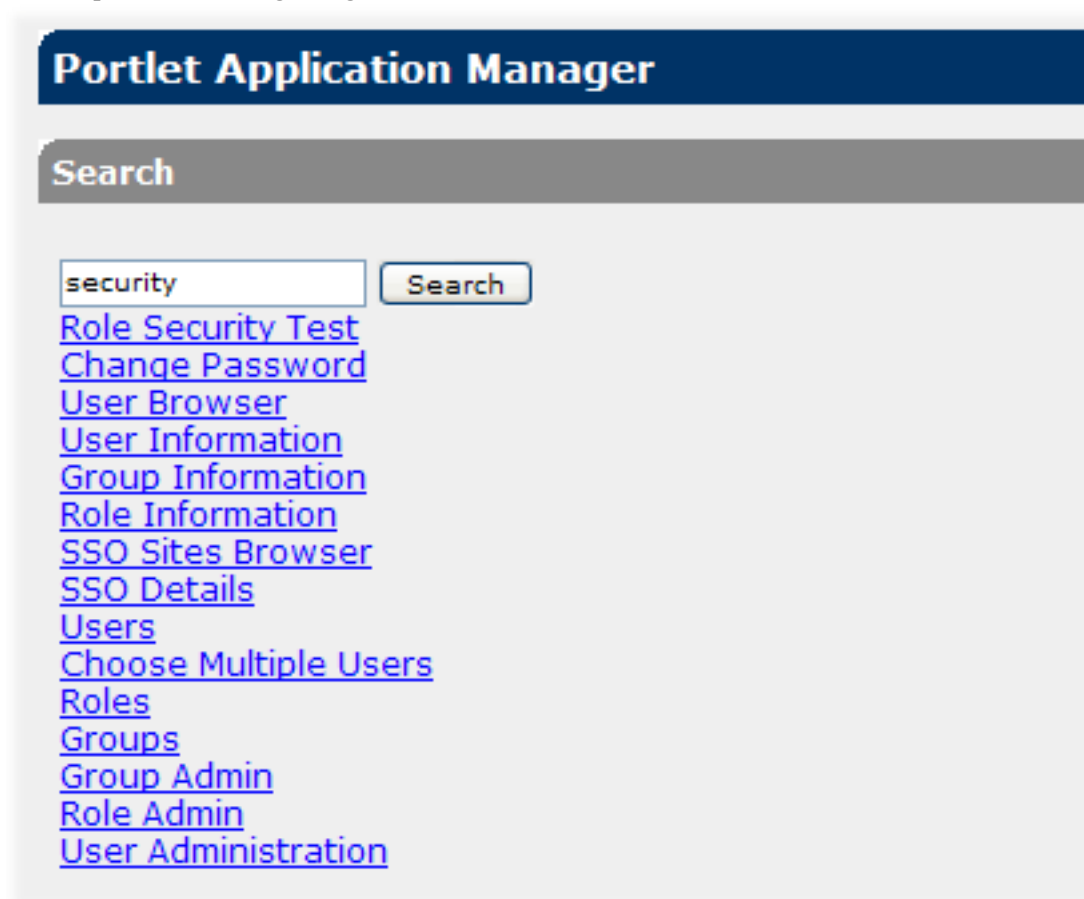 Portlet Application Manager
Search
security Search
Role Security Test
Change Password
User Browser
User Information
Group Information
Role Information
SSO Sites Browser
SSO Details
Users
Choose Multiple Users
Roles
Groups
Group Admin
Role Admin
User Administration